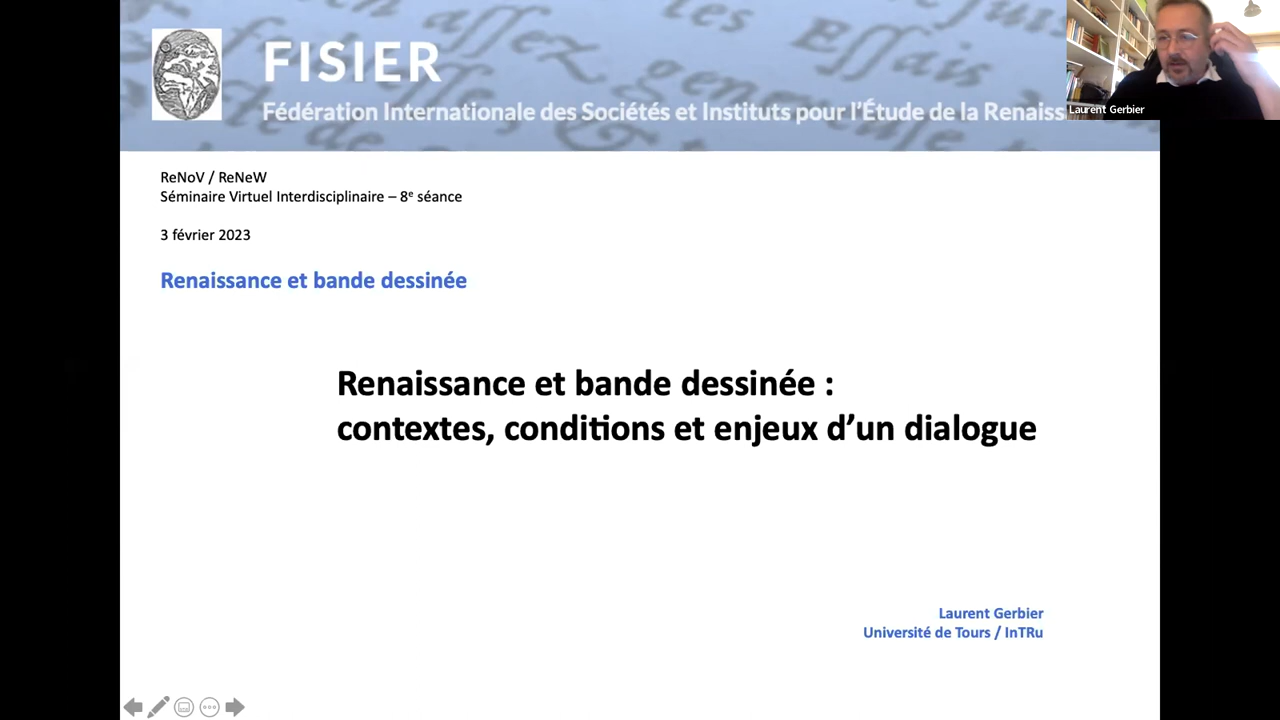 FISIER
Fédération Internationale des Sociétés et Instituts pour l'Étude de la Renaiss
Laurent Gerbier
ReNoV / ReNeW
Séminaire Virtuel Interdisciplinaire – 8e séance
3 février 2023
Renaissance et bande dessinée
Renaissance et bande dessinée :
contextes, conditions et enjeux d'un dialogue
Laurent Gerbier
Université de Tours / InTRu